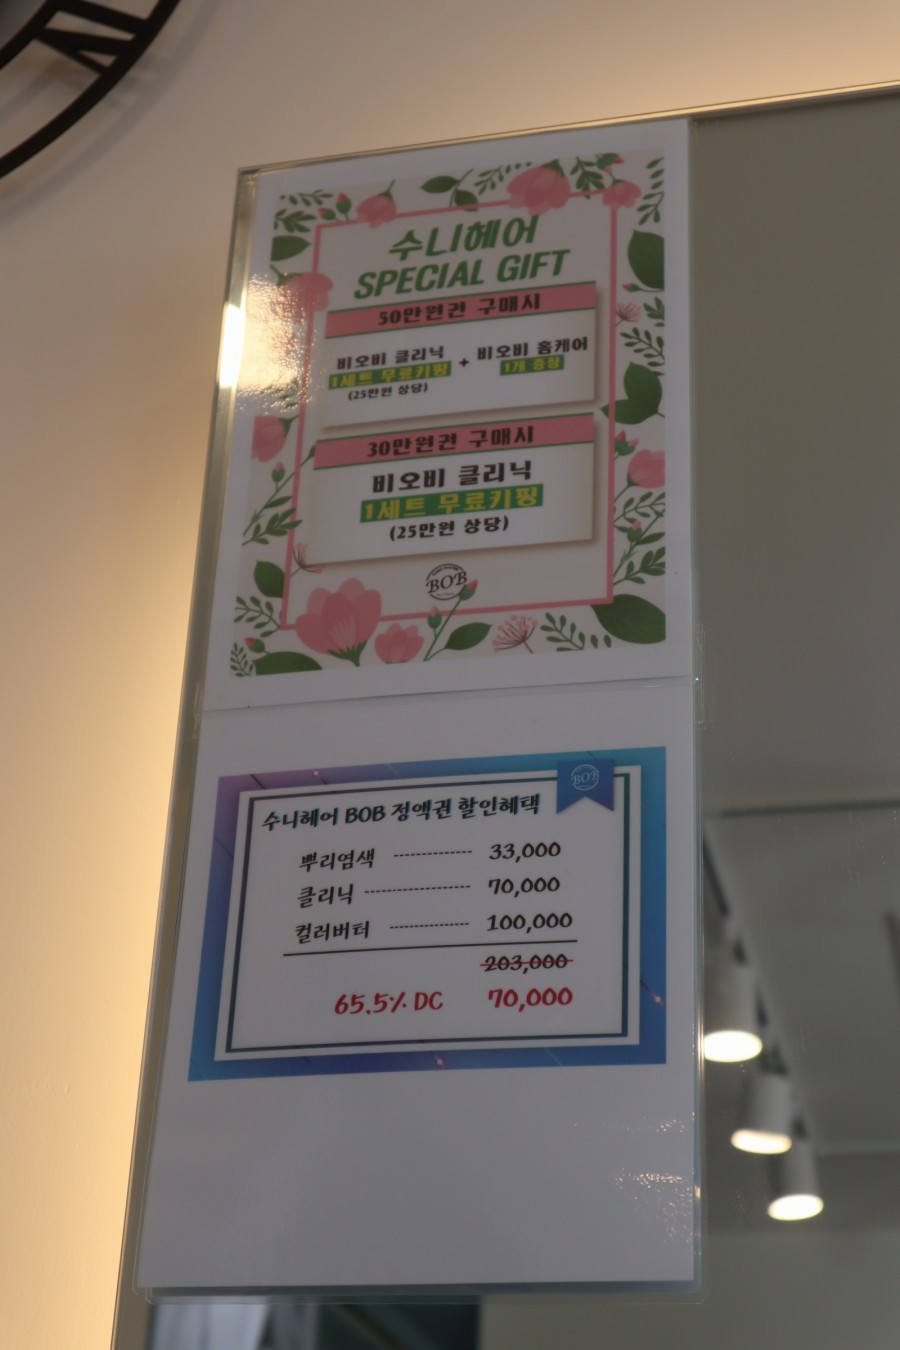 수니헤어
SPECIAL GIFT
50만원권 구매시
비오비 클리닉
1세트 무료키핑
(25만원 상당)
+
비오비 홈케어
1개 증정
30만원권 구매시
비오비 클리닉
1세트 무료키핑
(25만원 상당)
BOB
BOB
수니헤어 BOB 정액권 할인혜택
뿌리염색 ------------- 33,000
클리닉 ----------------- 70,000
컬러버터 ------------- 100,000
203,000
65.5% DC 70,000